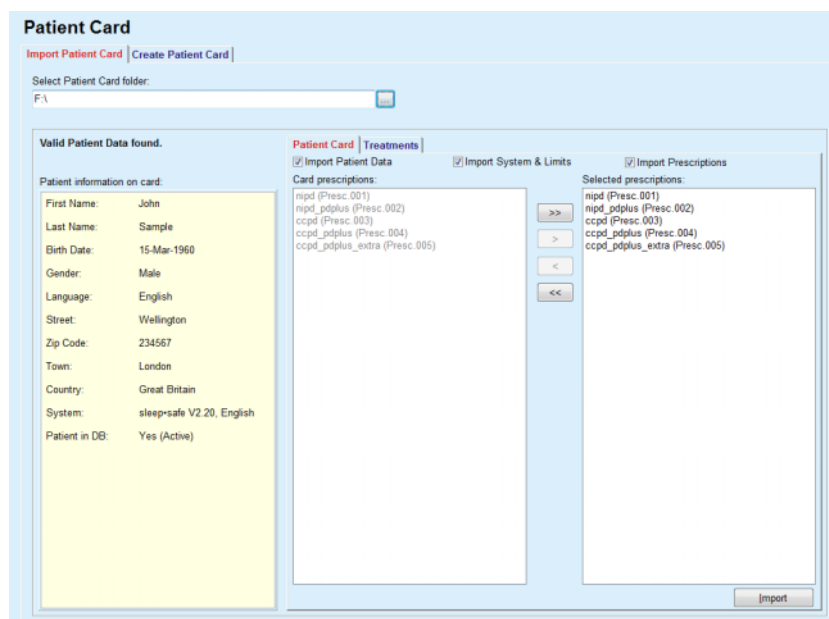 Patient Card
Import Patient Card Create Patient Card
Select Patient Card folder:
F:\
...
Valid Patient Data found.
Patient information on card:
First Name: John
Last Name: Sample
Birth Date: 15-Mar-1960
Gender: Male
Language: English
Street: Wellington
Zip Code: 234567
Town: London
Country: Great Britain
System: sleep•safe V2.20, English
Patient in DB: Yes (Active)
Patient Card Treatments
Import Patient Data Import System & Limits Import Prescriptions
Card prescriptions:
nipd (Presc.001)
nipd_pdplus (Presc.002)
ccpd (Presc.003)
ccpd_pdplus (Presc.004)
ccpd_pdplus_extra (Presc.005)
>>
>
<
<<
Selected prescriptions:
nipd (Presc.001)
nipd_pdplus (Presc.002)
ccpd (Presc.003)
ccpd_pdplus (Presc.004)
ccpd_pdplus_extra (Presc.005)
Import